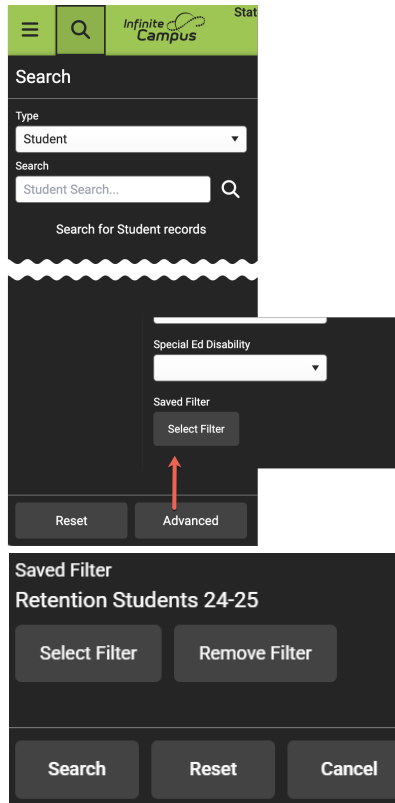 Stat
Infinite
Campus
Search
Type
Student
Search
Student Search...
Search for Student records
Special Ed Disability
Saved Filter
Select Filter
Reset
Advanced
Saved Filter
Retention Students 24-25
Select Filter
Remove Filter
Search
Reset
Cancel